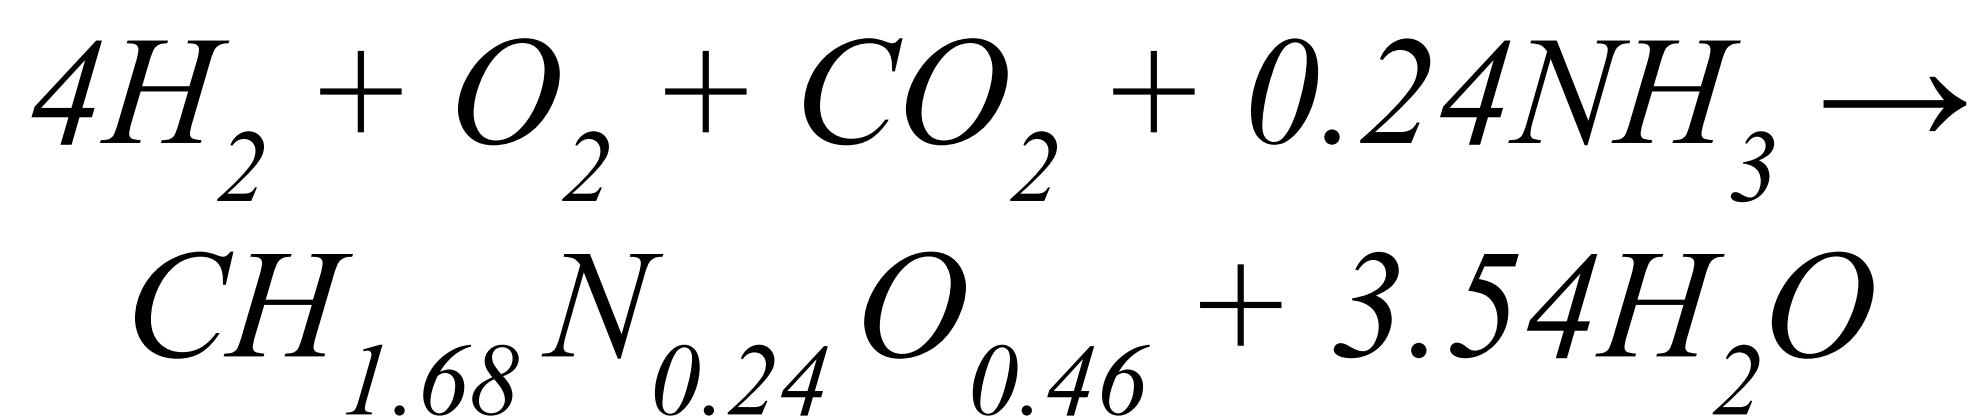 4H₂ + O₂ + CO₂ + 0.24NH₃ →
CH₁.₆₈N₀.₂₄O₀.₄₆ + 3.54H₂O